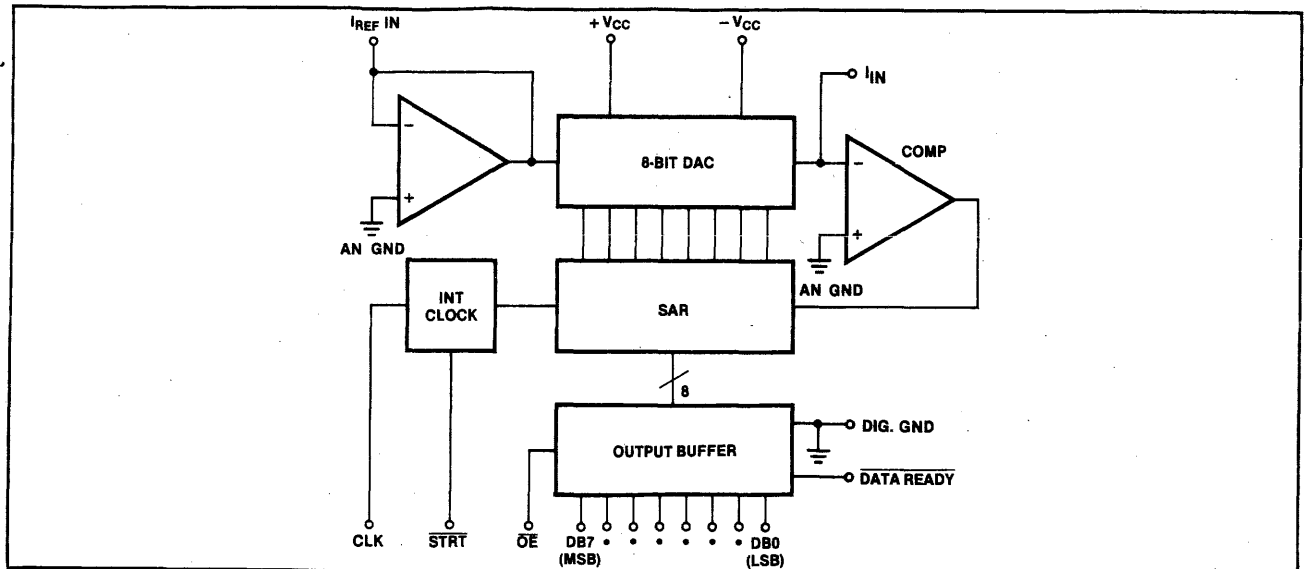 I_REF IN
+ V_CC
− V_CC
I_IN
−
+
AN GND
8-BIT DAC
COMP
−
+
AN GND
INT
CLOCK
SAR
8
OUTPUT BUFFER
DIG. GND
DATA READY
CLK
STRT
OE
DB7
(MSB)
• • • • • •
DB0
(LSB)